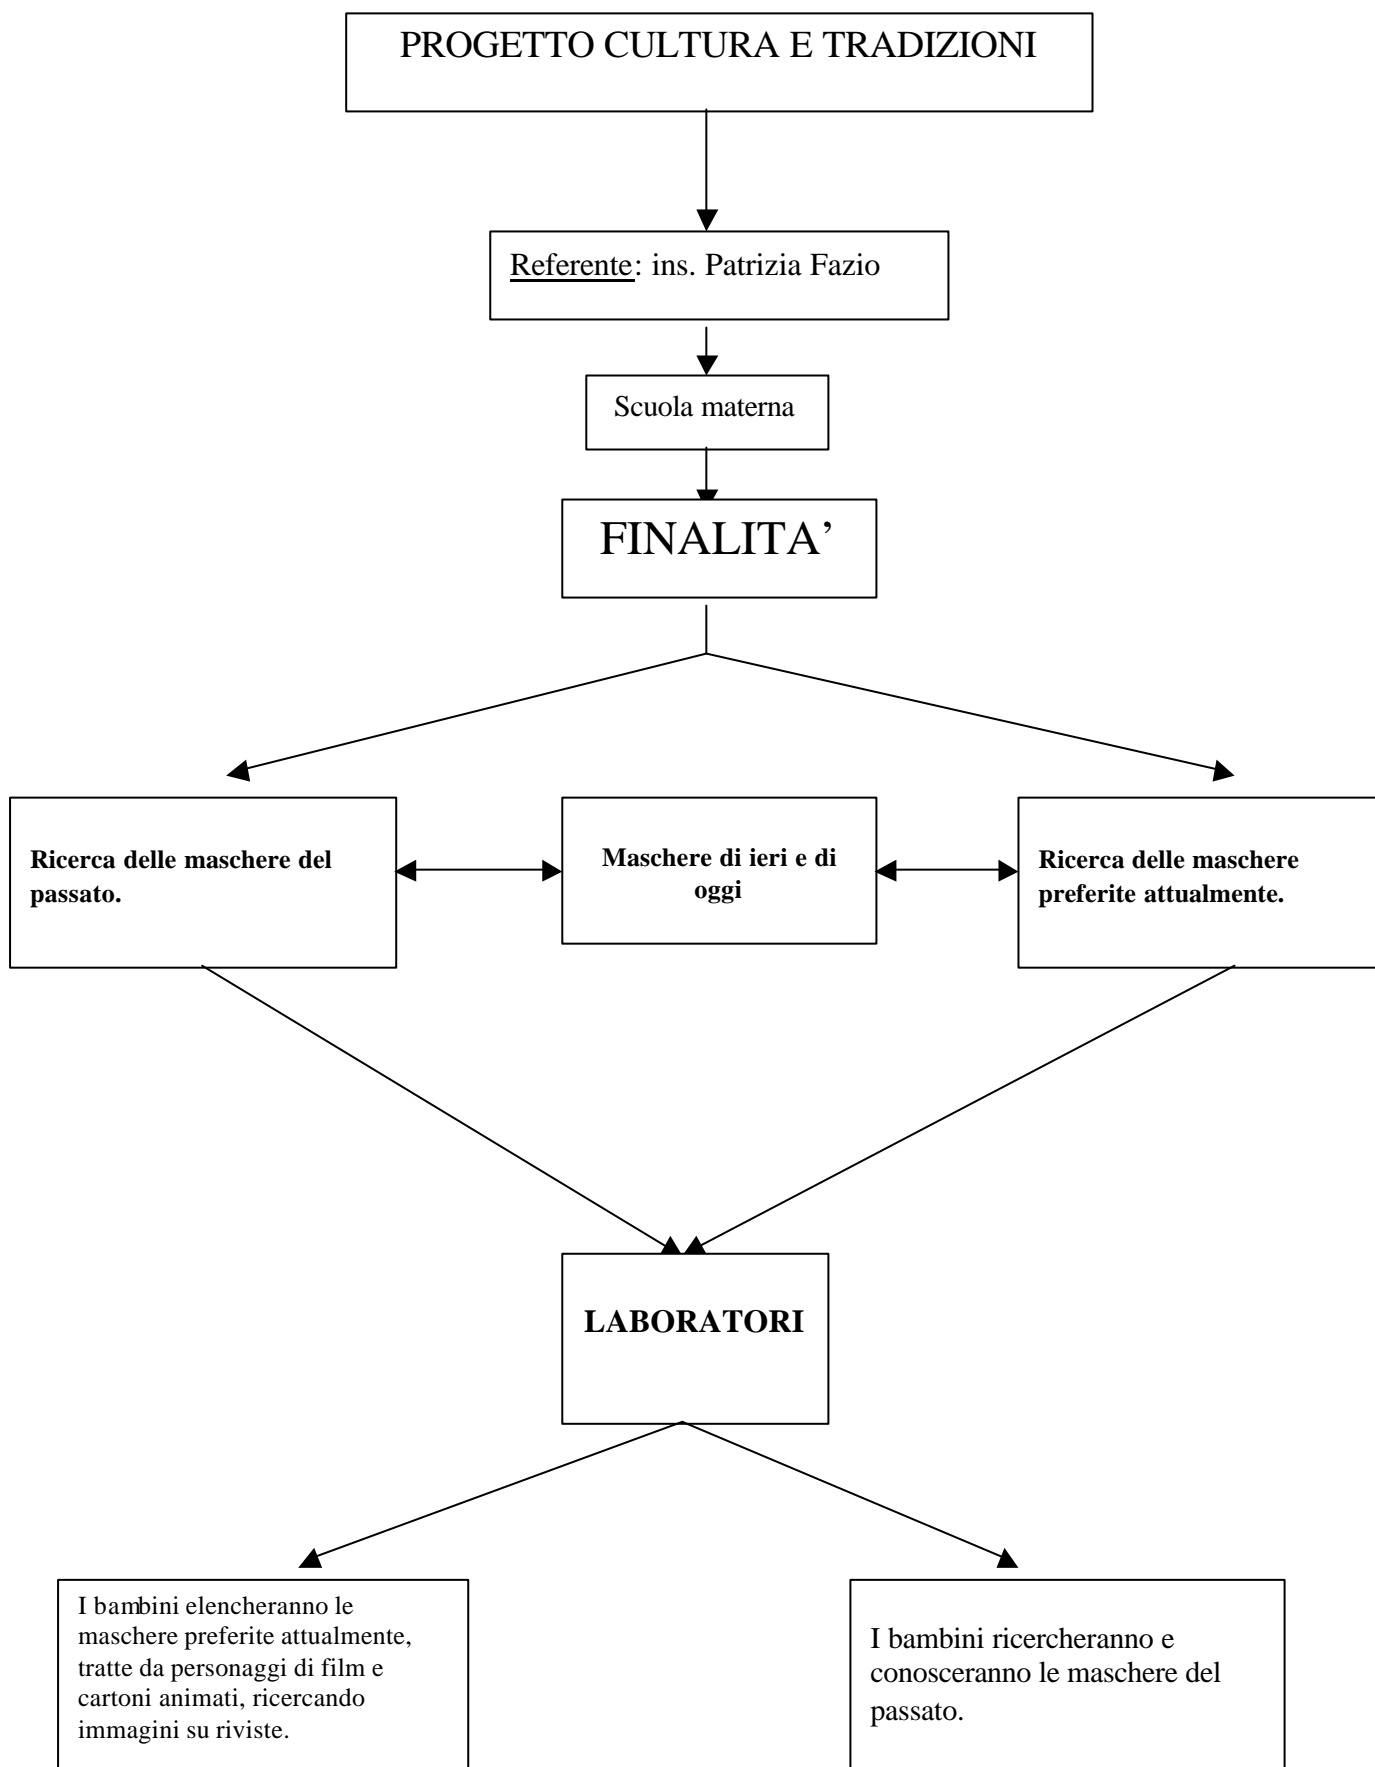 PROGETTO CULTURA E TRADIZIONI
Referente: ins. Patrizia Fazio
Scuola materna
FINALITA’
Ricerca delle maschere del
passato.
Maschere di ieri e di
oggi
Ricerca delle maschere
preferite attualmente.
LABORATORI
I bambini elencheranno le
maschere preferite attualmente,
tratte da personaggi di film e
cartoni animati, ricercando
immagini su riviste.
I bambini ricercheranno e
conosceranno le maschere del
passato.